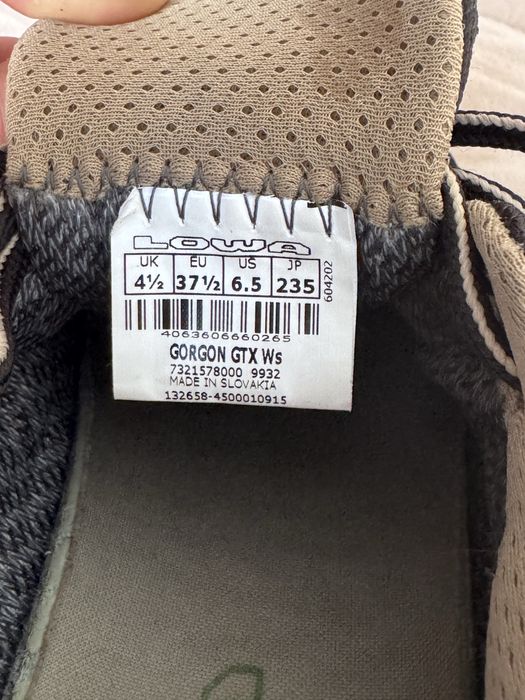 LOWA
UK EU US JP
4½ 37½ 6.5 235
604202
4063606660265
GORGON GTX Ws
7321578000 9932
MADE IN SLOVAKIA
132658-4500010915